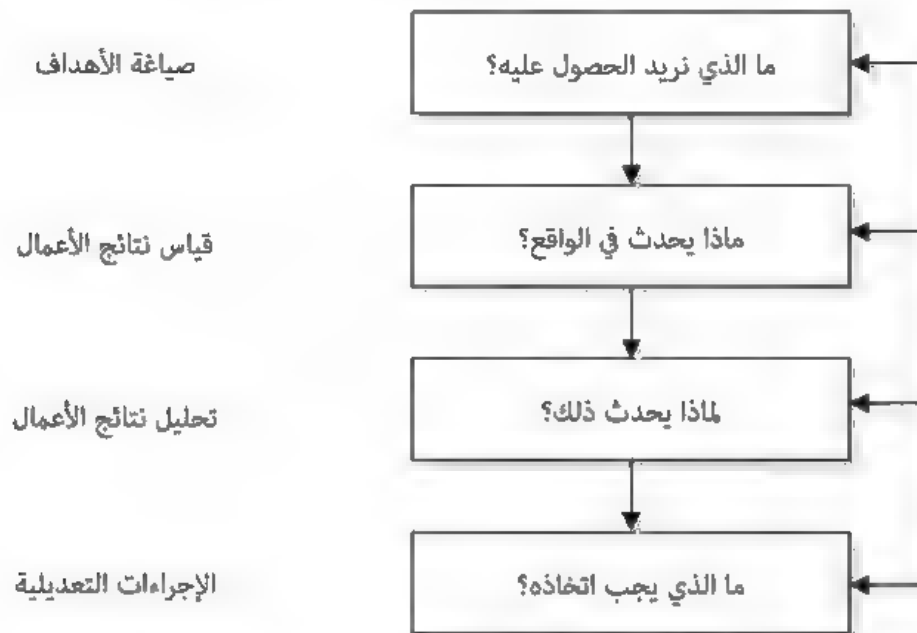 صياغة الأهداف
ما الذي نريد الحصول عليه؟
قياس نتائج الأعمال
ماذا يحدث في الواقع؟
تحليل نتائج الأعمال
لماذا يحدث ذلك؟
الإجراءات التعديلية
ما الذي يجب اتخاذه؟